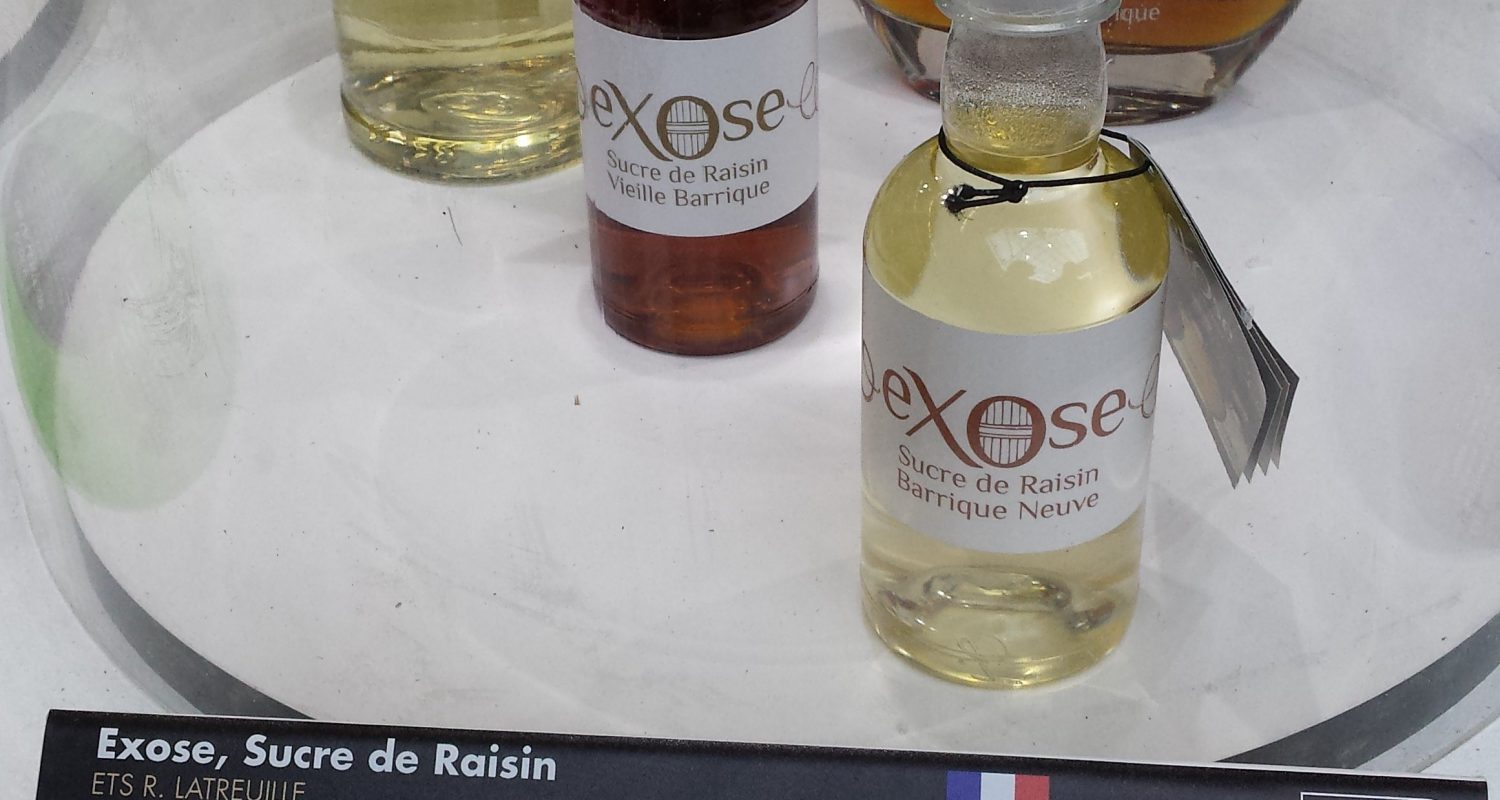 exose
Sucre de Raisin
Vieille Barrique
exose
Sucre de Raisin
Barrique Neuve
Exose, Sucre de Raisin
ETS R. LATREUILLE